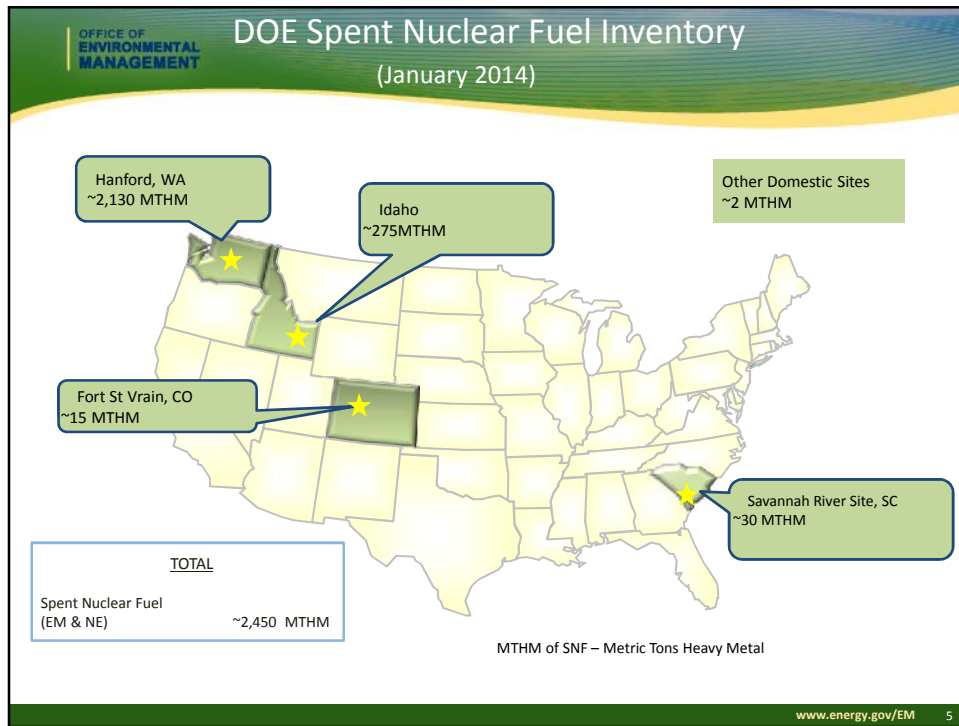 OFFICE OF
ENVIRONMENTAL
MANAGEMENT
DOE Spent Nuclear Fuel Inventory
(January 2014)
Hanford, WA
~2,130 MTHM
Idaho
~275MTHM
Other Domestic Sites
~2 MTHM
Fort St Vrain, CO
~15 MTHM
Savannah River Site, SC
~30 MTHM
TOTAL
Spent Nuclear Fuel
(EM & NE) ~2,450 MTHM
MTHM of SNF – Metric Tons Heavy Metal
www.energy.gov/EM 5